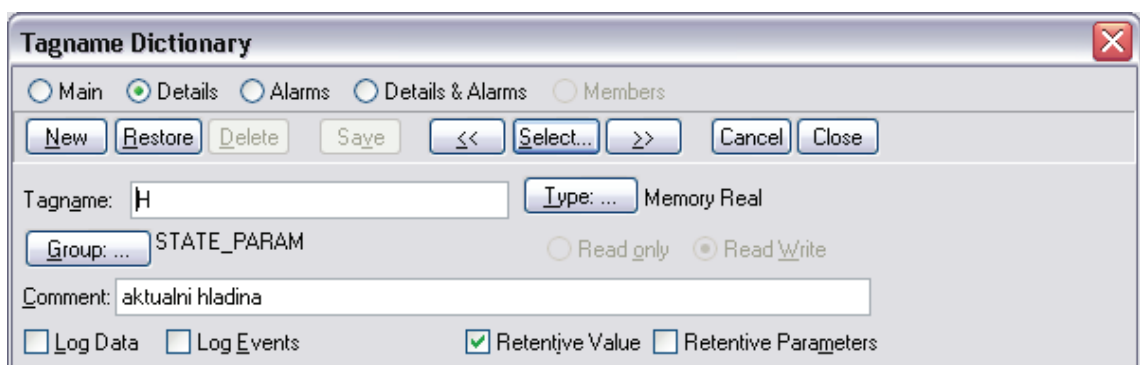 Tagname Dictionary
Main Details Alarms Details & Alarms Members
New Restore Delete Save << Select... >> Cancel Close
Tagname: H Type: ... Memory Real
Group: ... STATE_PARAM Read only Read Write
Comment: aktualni hladina
Log Data Log Events Retentive Value Retentive Parameters